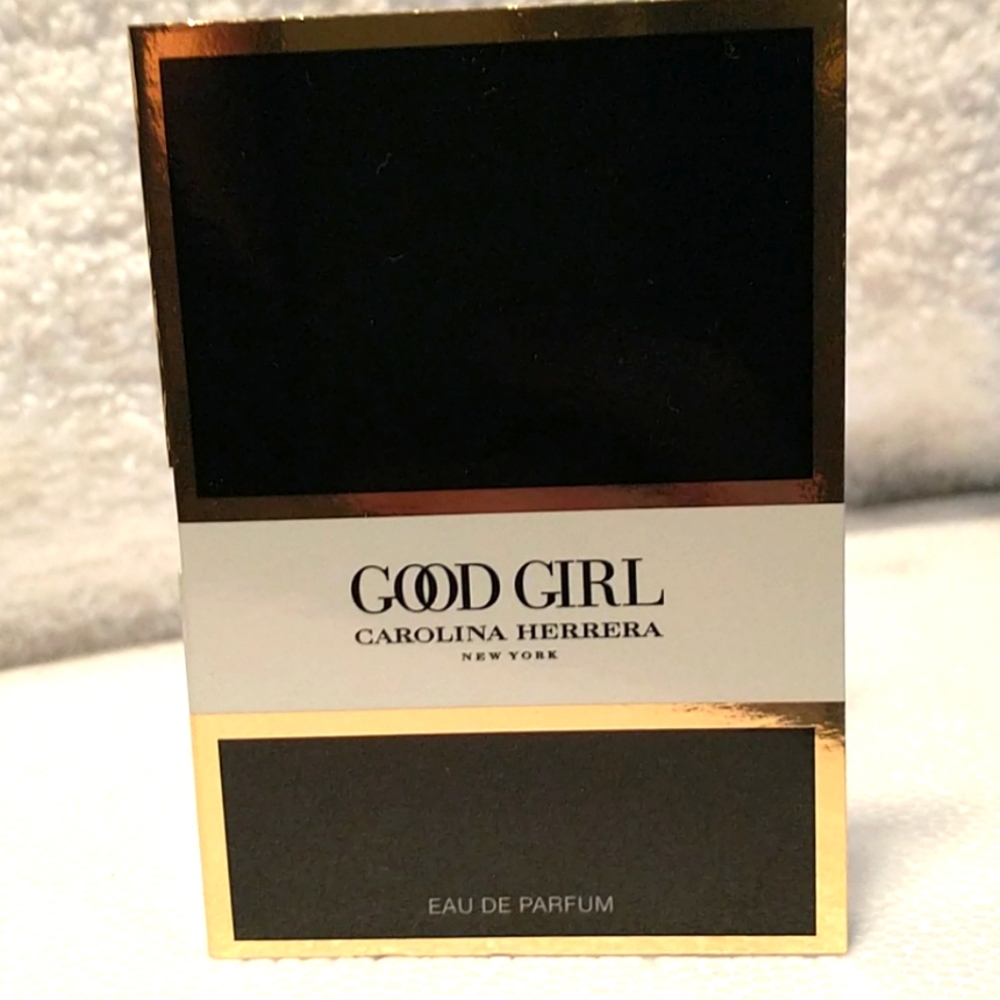 GOOD GIRL
CAROLINA HERRERA
NEW YORK
EAU DE PARFUM